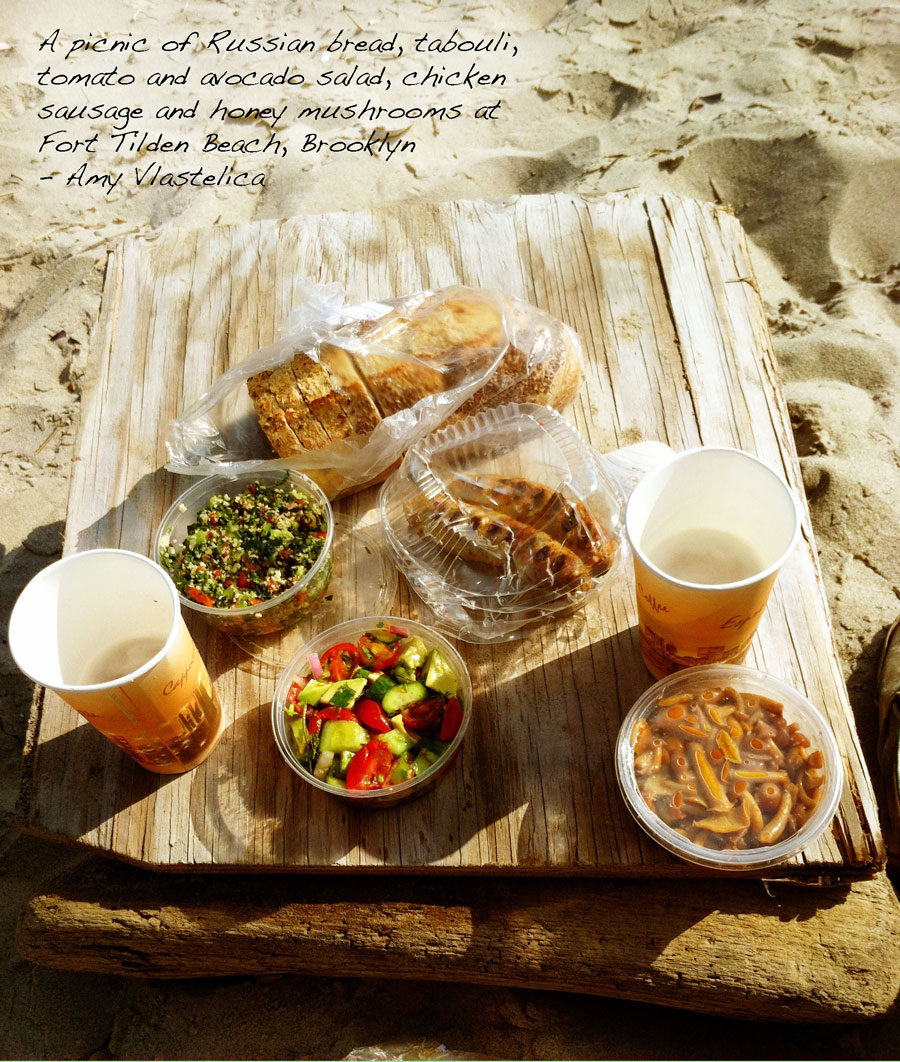 A picnic of Russian bread, tabouli,
tomato and avocado salad, chicken
sausage and honey mushrooms at
Fort Tilden Beach, Brooklyn
- Amy Vlastelica
Coffee